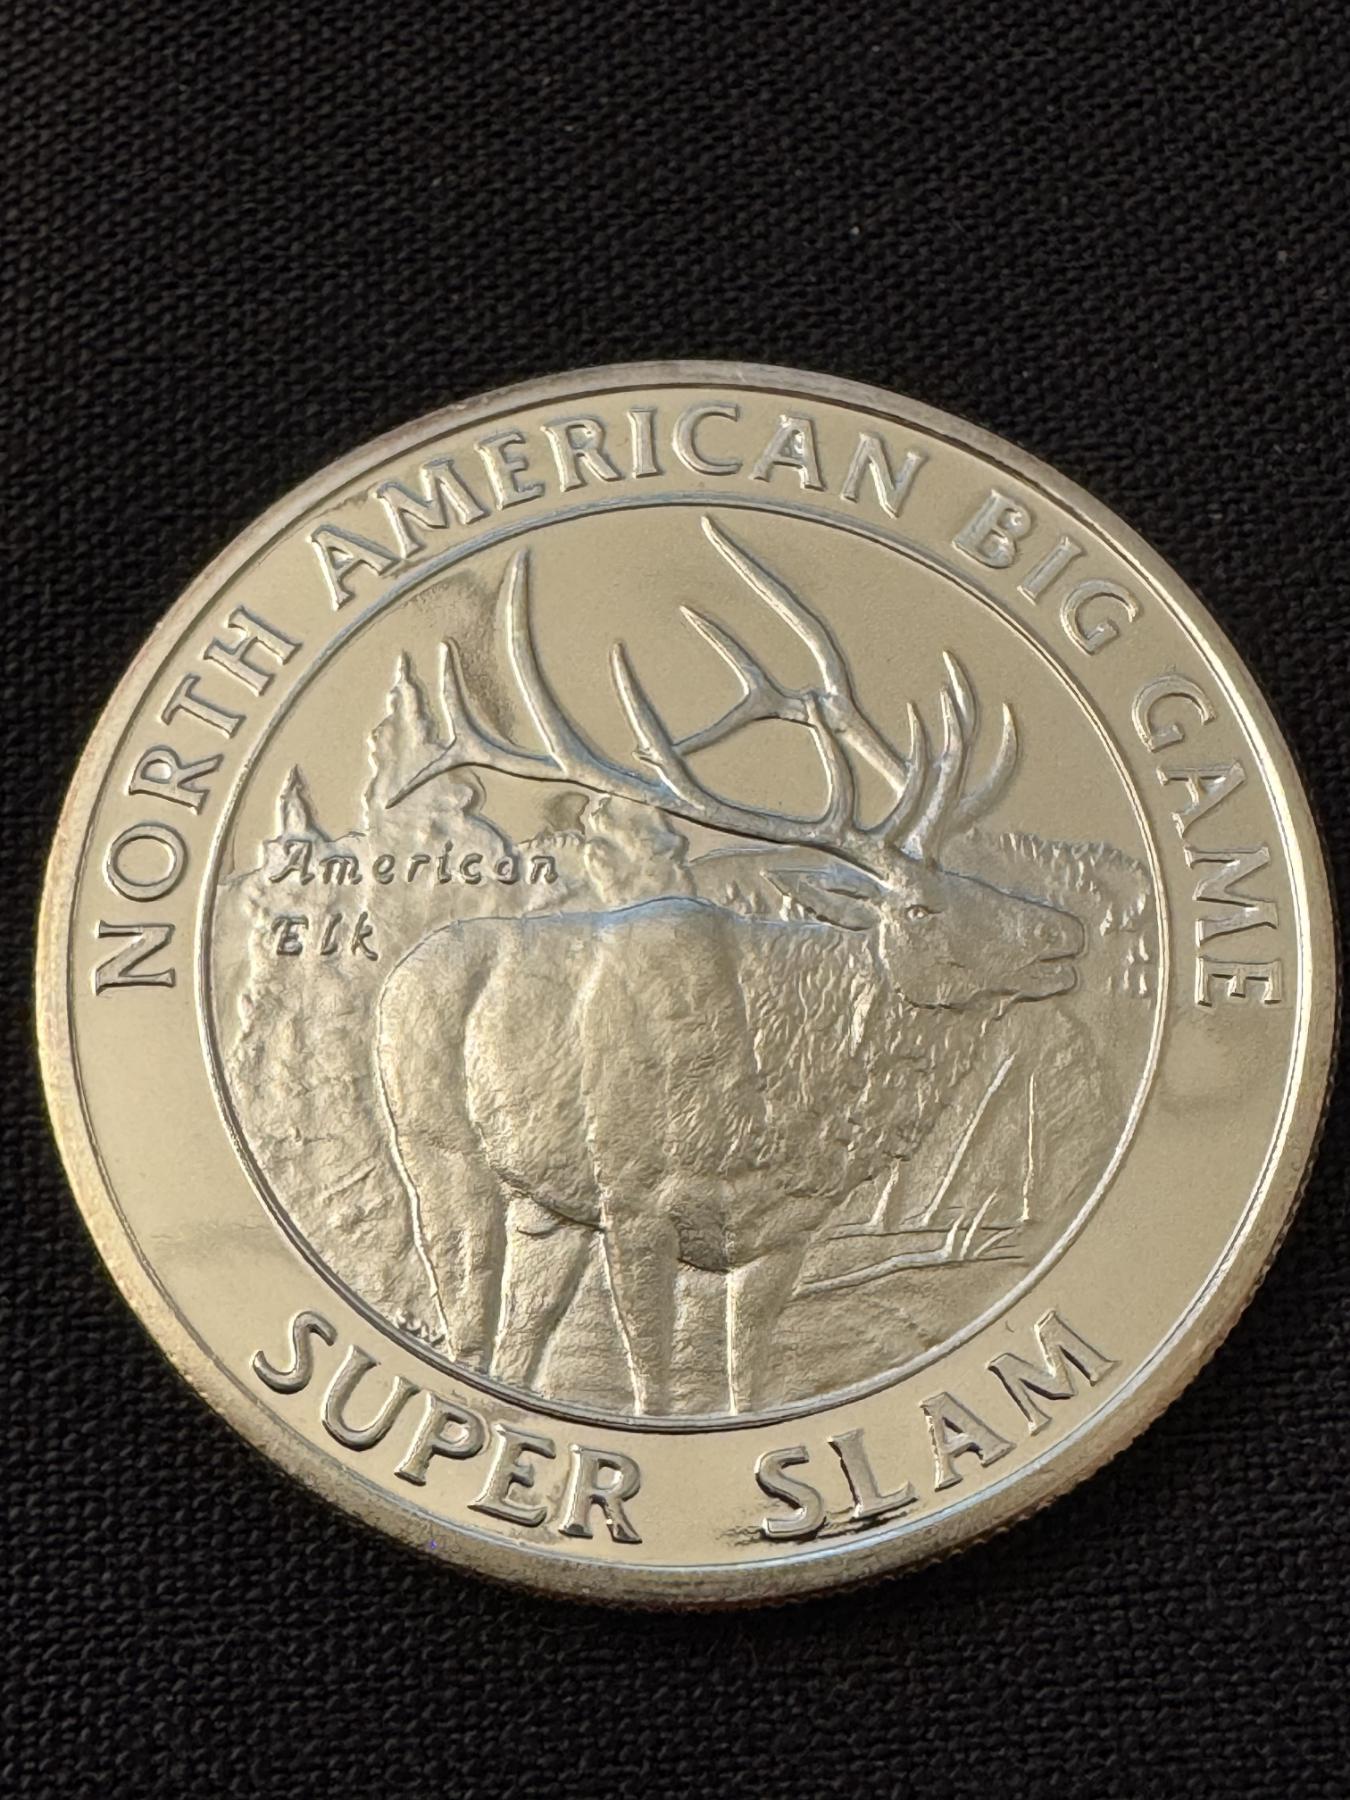 NORTH AMERICAN BIG GAME
American
Elk
SUPER SLAM